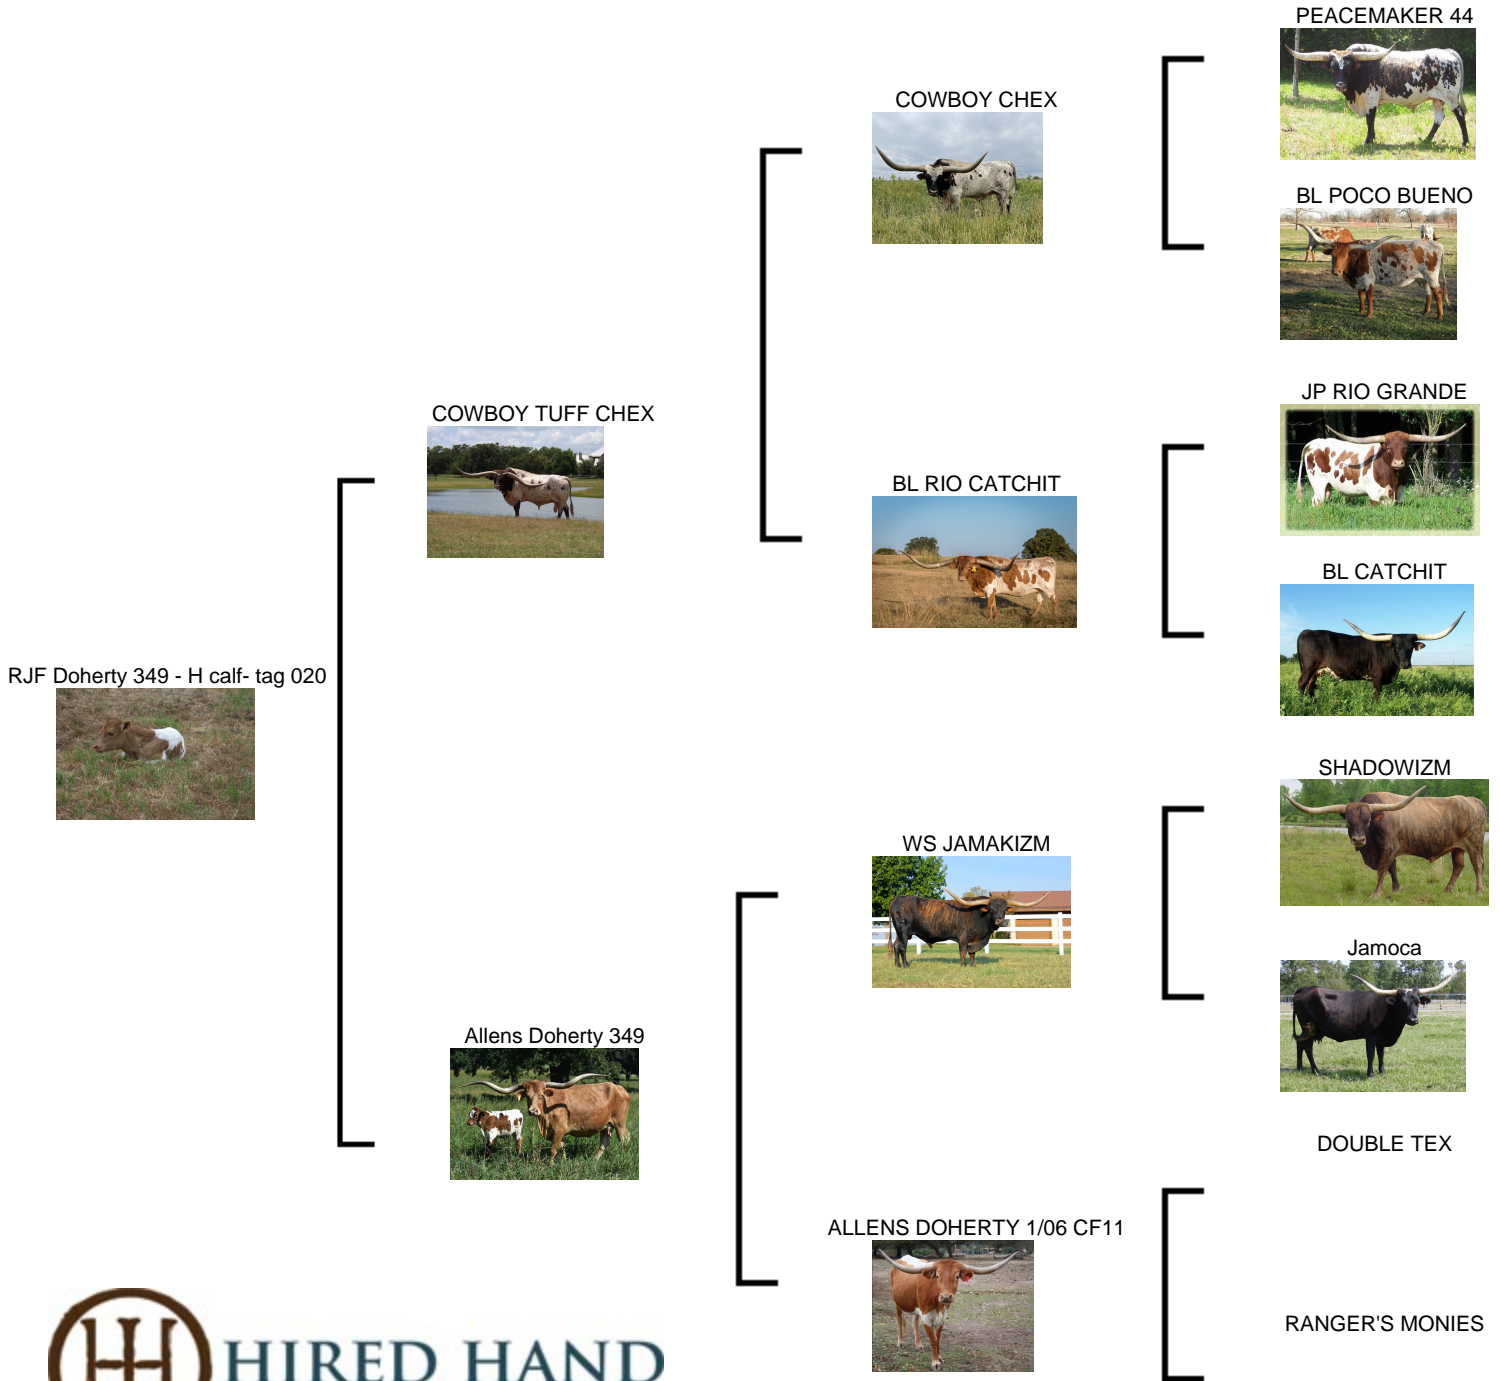 PEACEMAKER 44
COWBOY CHEX
BL POCO BUENO
JP RIO GRANDE
COWBOY TUFF CHEX
BL RIO CATCHIT
BL CATCHIT
RJF Doherty 349 - H calf- tag 020
SHADOWIZM
WS JAMAKIZM
Jamoca
Allens Doherty 349
DOUBLE TEX
ALLENS DOHERTY 1/06 CF11
RANGER'S MONIES
HIRED HAND